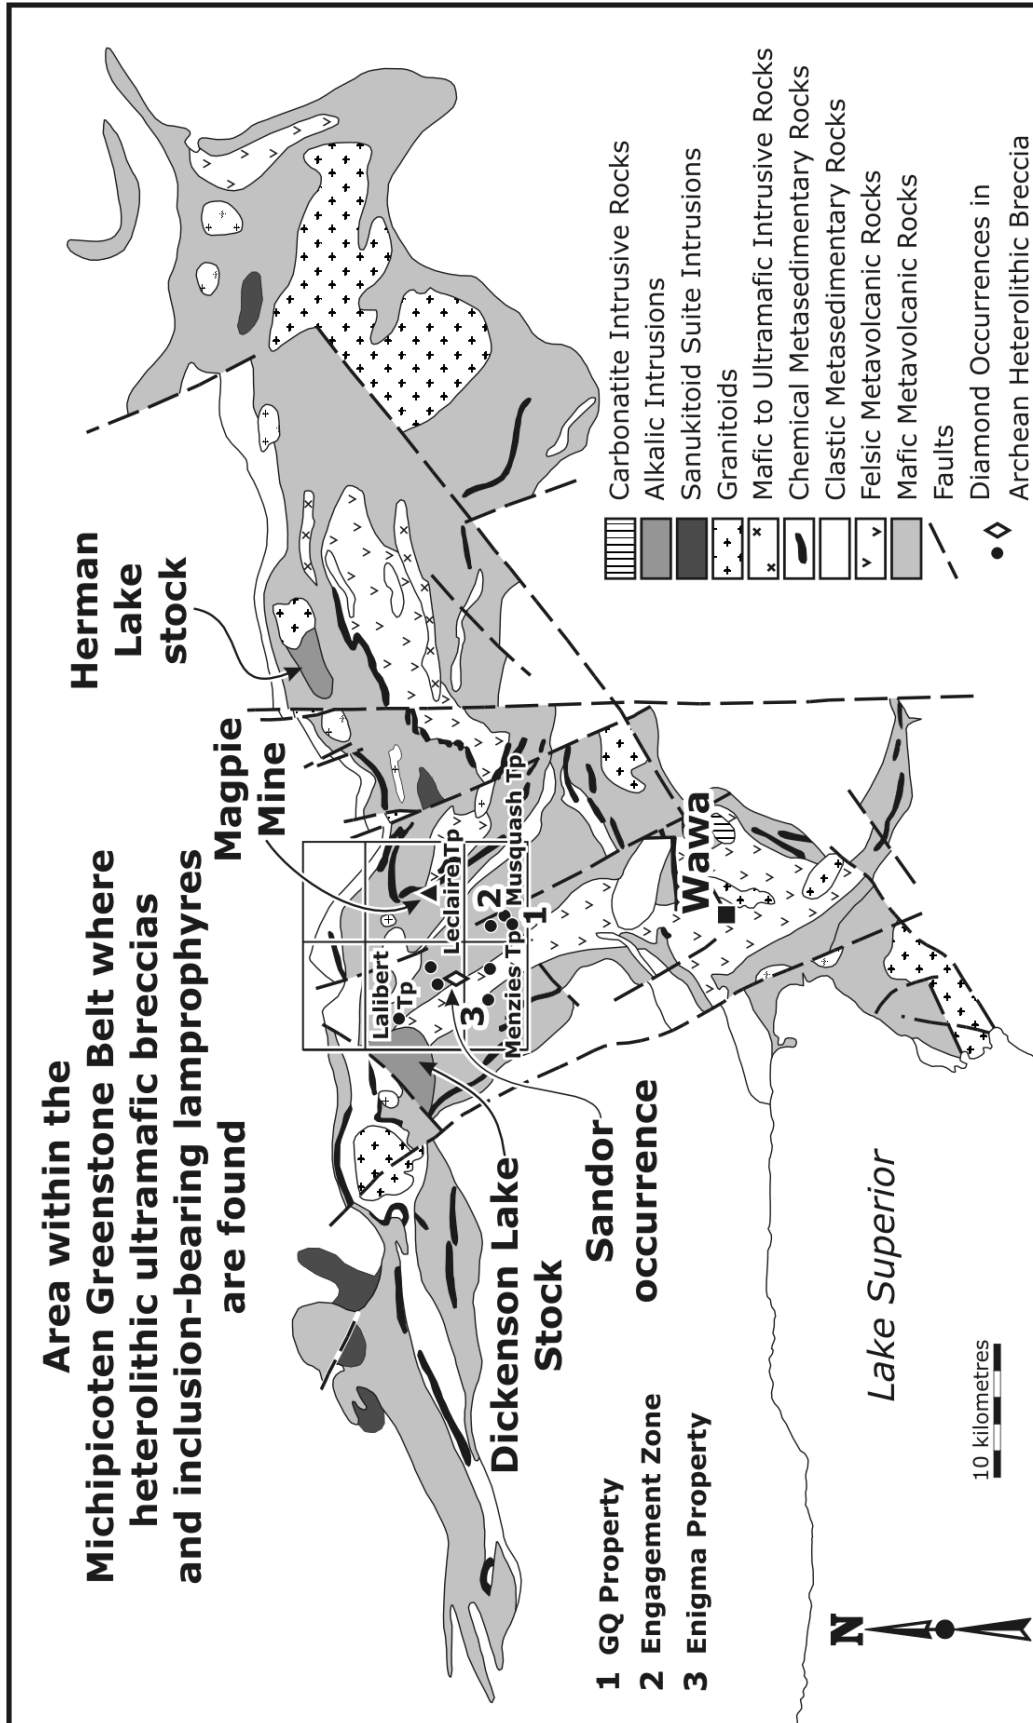 Area within the
Michipicoten Greenstone Belt where
heterolithic ultramafic breccias
and inclusion-bearing lamprophyres
are found
Magpie
Mine
Herman
Lake
stock
Lalibert
Tp
Leclaire Tp
Menzies Tp
Musquash Tp
1
2
3
Dickenson Lake
Stock
Sandor
occurrence
Wawa
1 GQ Property
2 Engagement Zone
3 Enigma Property
Lake Superior
N
10 kilometres
Carbonatite Intrusive Rocks
Alkalic Intrusions
Sanukitoid Suite Intrusions
Granitoids
Mafic to Ultramafic Intrusive Rocks
Chemical Metasedimentary Rocks
Clastic Metasedimentary Rocks
Felsic Metavolcanic Rocks
Mafic Metavolcanic Rocks
Faults
Diamond Occurrences in
Archean Heterolithic Breccia